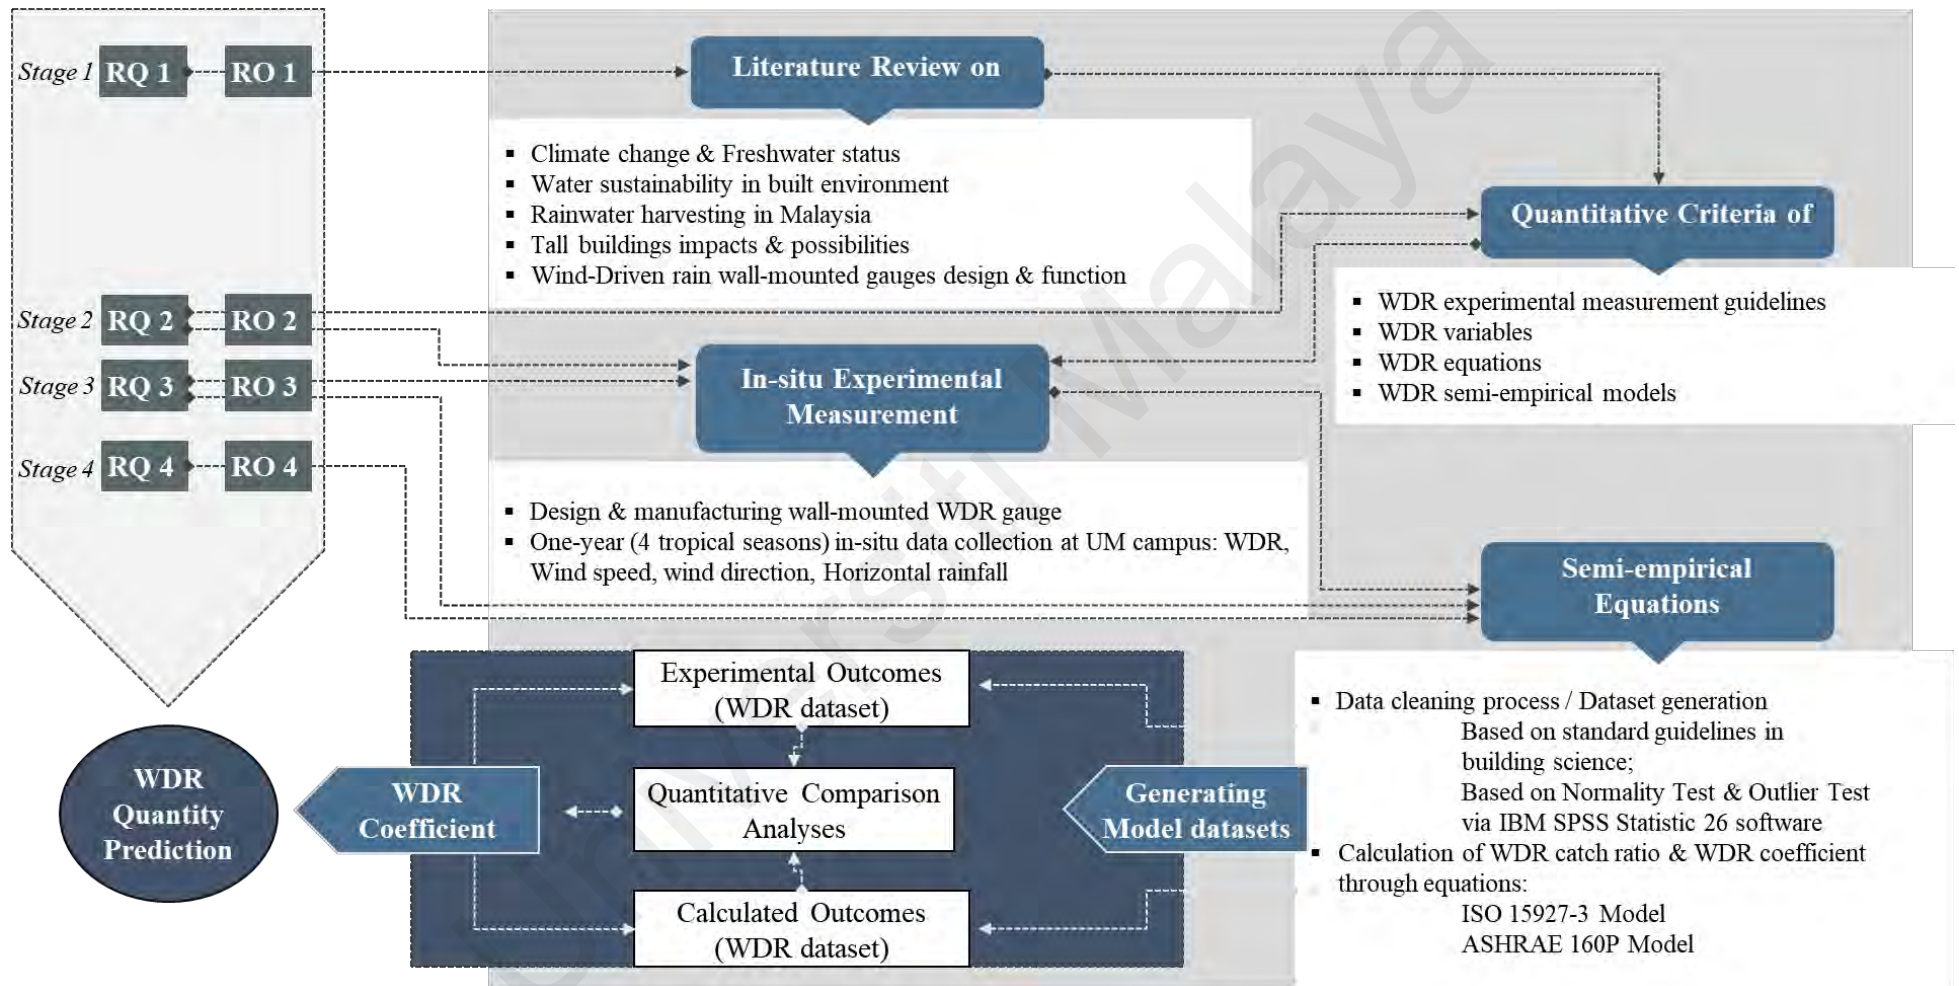 Stage 1 RQ 1 RO 1
Literature Review on
▪ Climate change & Freshwater status
▪ Water sustainability in built environment
▪ Rainwater harvesting in Malaysia
▪ Tall buildings impacts & possibilities
▪ Wind-Driven rain wall-mounted gauges design & function
Quantitative Criteria of
▪ WDR experimental measurement guidelines
▪ WDR variables
▪ WDR equations
▪ WDR semi-empirical models
Stage 2 RQ 2 RO 2
Stage 3 RQ 3 RO 3
Stage 4 RQ 4 RO 4
In-situ Experimental
Measurement
▪ Design & manufacturing wall-mounted WDR gauge
▪ One-year (4 tropical seasons) in-situ data collection at UM campus: WDR,
Wind speed, wind direction, Horizontal rainfall
Semi-empirical
Equations
▪ Data cleaning process / Dataset generation
Based on standard guidelines in
building science;
Based on Normality Test & Outlier Test
via IBM SPSS Statistic 26 software
▪ Calculation of WDR catch ratio & WDR coefficient
through equations:
ISO 15927-3 Model
ASHRAE 160P Model
Generating
Model datasets
Experimental Outcomes
(WDR dataset)
Quantitative Comparison
Analyses
Calculated Outcomes
(WDR dataset)
WDR
Coefficient
WDR
Quantity
Prediction
Universiti Malaya